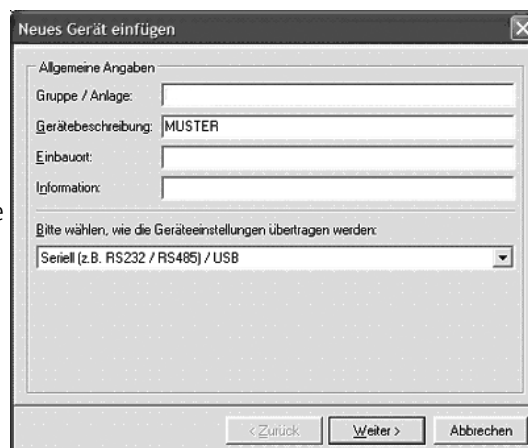 Neues Gerät einfügen
Allgemeine Angaben
Gruppe / Anlage:
Gerätebeschreibung: MUSTER
Einbauort:
Information:
e
Bitte wählen, wie die Geräteeinstellungen übertragen werden:
Seriell (z.B. RS232 / RS485) / USB
< Zurück Weiter > Abbrechen